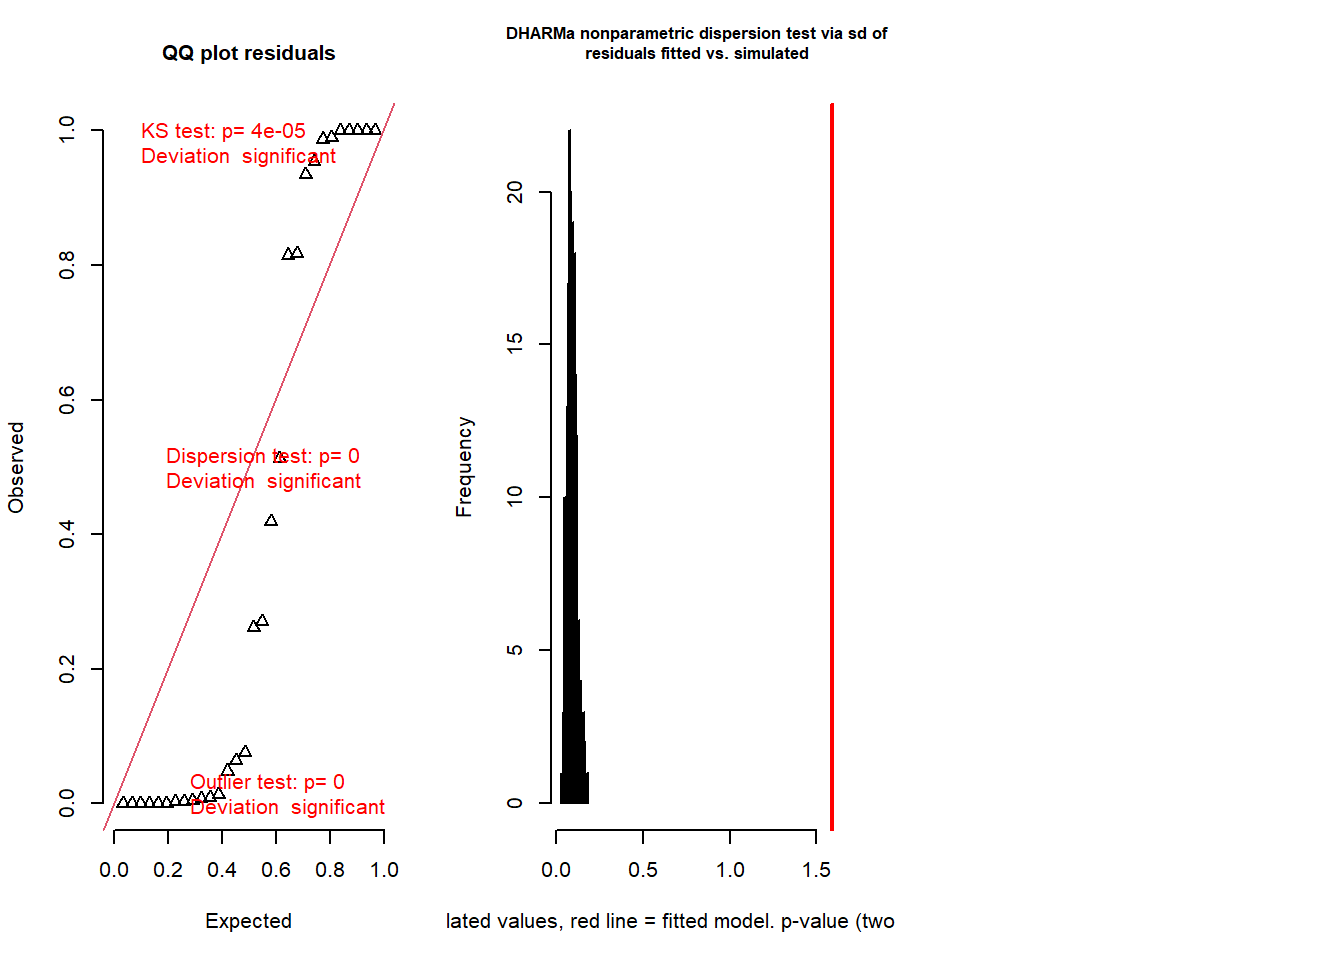 QQ plot residuals
KS test: p= 4e-05
Deviation  significant
Dispersion test: p= 0
Deviation  significant
Outlier test: p= 0
Deviation  significant
Observed
0.0 0.2 0.4 0.6 0.8 1.0
0.0 0.2 0.4 0.6 0.8 1.0
Expected
DHARMa nonparametric dispersion test via sd of
residuals fitted vs. simulated
Frequency
0 5 10 15 20
0.0 0.5 1.0 1.5
lated values, red line = fitted model. p-value (two